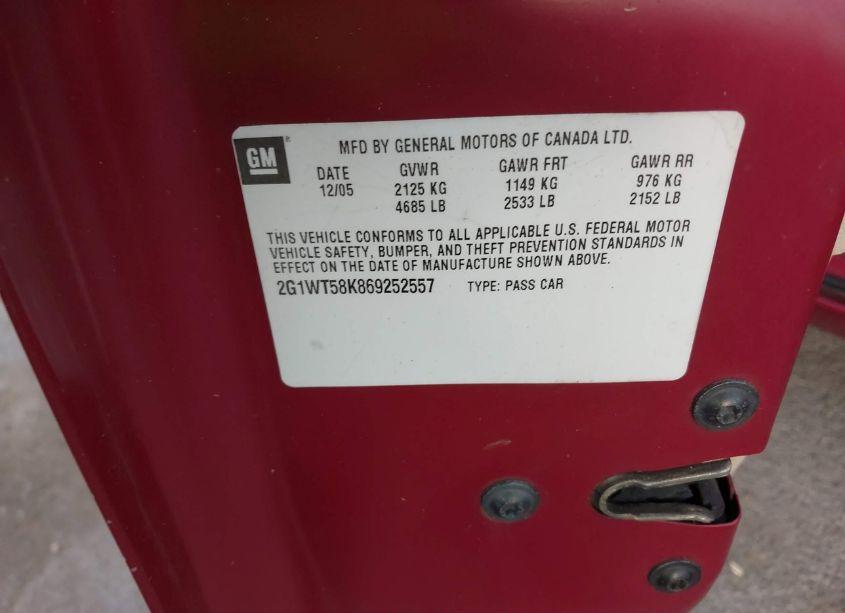 GM
MFD BY GENERAL MOTORS OF CANADA LTD.
DATE GVWR GAWR FRT GAWR RR
12/05 2125 KG 1149 KG 976 KG
4685 LB 2533 LB 2152 LB
THIS VEHICLE CONFORMS TO ALL APPLICABLE U.S. FEDERAL MOTOR
VEHICLE SAFETY, BUMPER, AND THEFT PREVENTION STANDARDS IN
EFFECT ON THE DATE OF MANUFACTURE SHOWN ABOVE.
2G1WT58K869252557 TYPE: PASS CAR